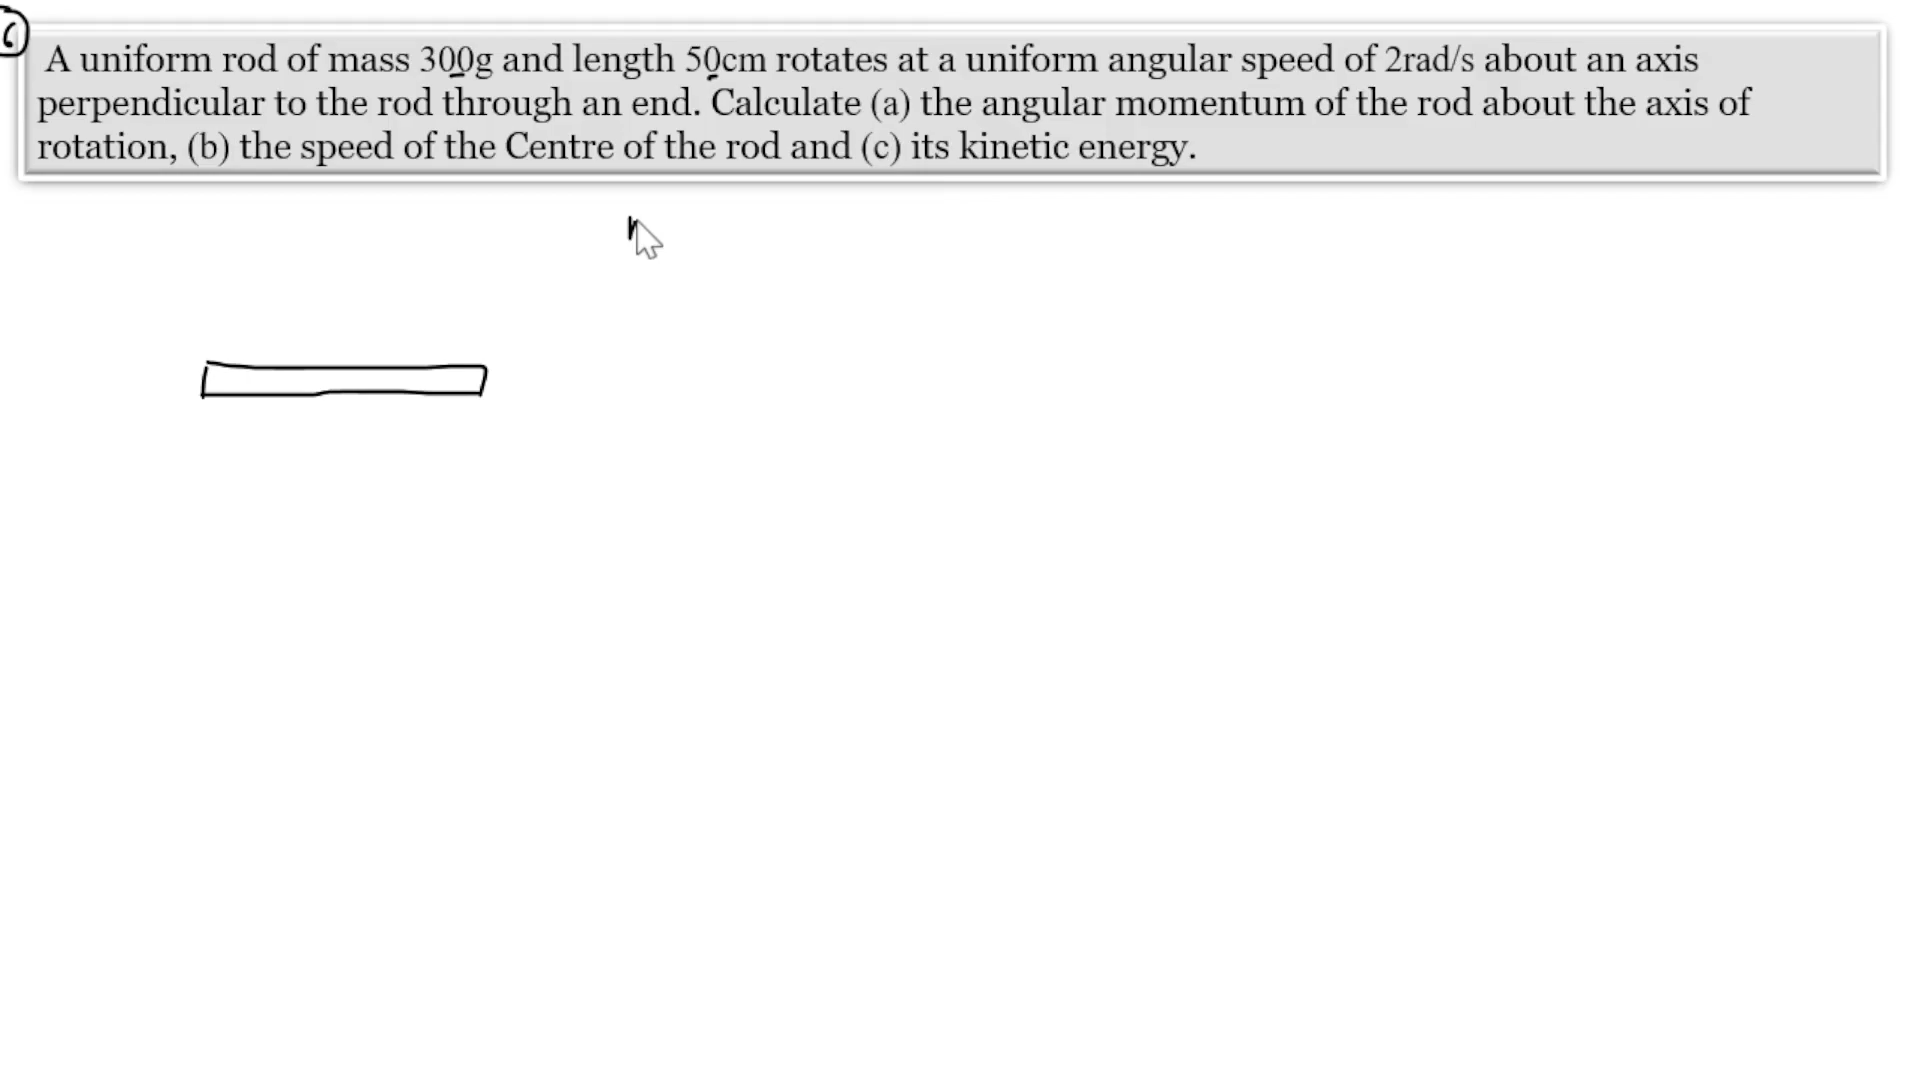 6
A uniform rod of mass 300g and length 50cm rotates at a uniform angular speed of 2rad/s about an axis
perpendicular to the rod through an end. Calculate (a) the angular momentum of the rod about the axis of
rotation, (b) the speed of the Centre of the rod and (c) its kinetic energy.